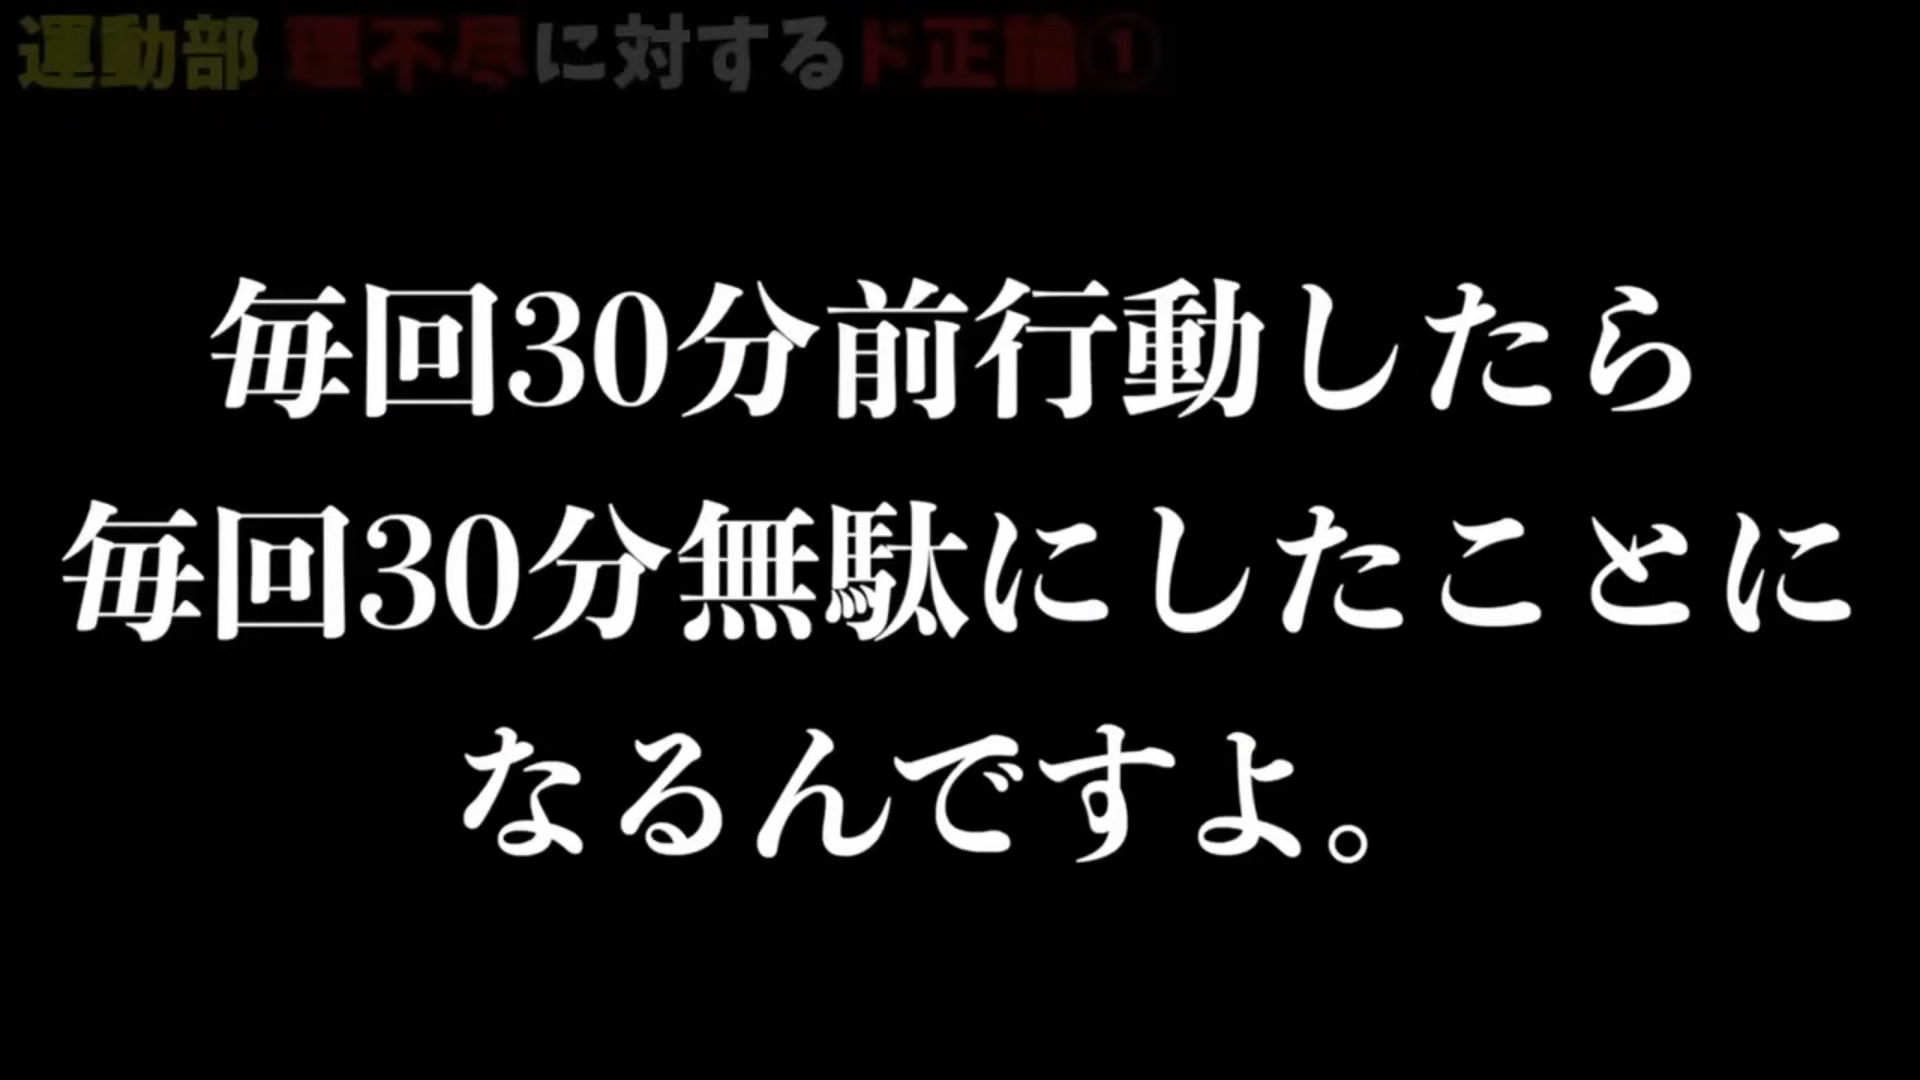 運動部 理不尽に対するド正論①
毎回30分前行動したら
毎回30分無駄にしたことに
なるんですよ。